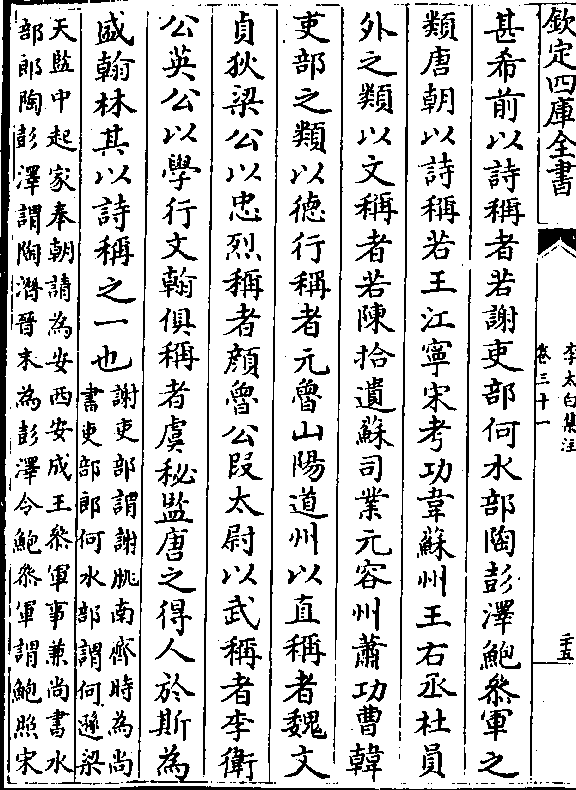 欽定四庫全書
李太白集注
卷三十一
二十五
甚希前以詩稱者若謝吏部何水部陶彭澤鮑叅軍之
類唐朝以詩稱若王江寧宋考功韋蘇州王右丞杜員
外之類以文稱者若陳拾遺蘇司業元容州蕭功曹韓
吏部之類以德行稱者元魯山陽道州以直稱者魏文
貞狄梁公以忠烈稱者顔魯公段太尉以武稱者李衛
公英公以學行文翰俱稱者虞秘監唐之得人於斯為
盛翰林其以詩稱之一也
謝吏部謂謝朓南齊時為尚
書吏部郎何水部謂何遜梁
天監中起家奉朝請為安西安成王叅軍事兼尚書水
部郎陶彭澤謂陶潛晉末為彭澤令鮑叅軍謂鮑照宋